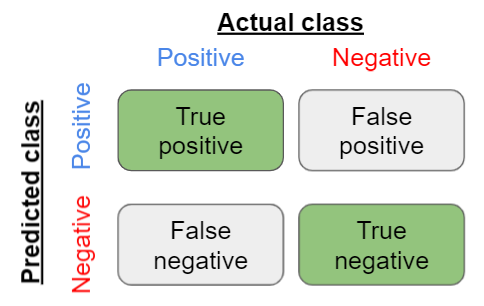 Actual class
Positive
Negative
Predicted class
Positive
True
positive
False
positive
Negative
False
negative
True
negative